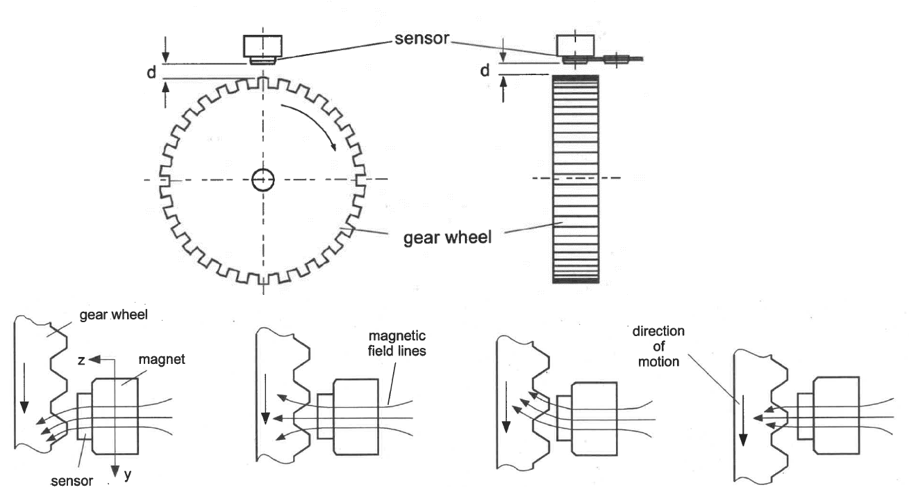 sensor
d
d
gear wheel
gear wheel
z
magnet
sensor
y
magnetic
field lines
direction
of
motion